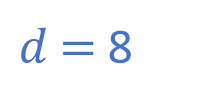 d = 8